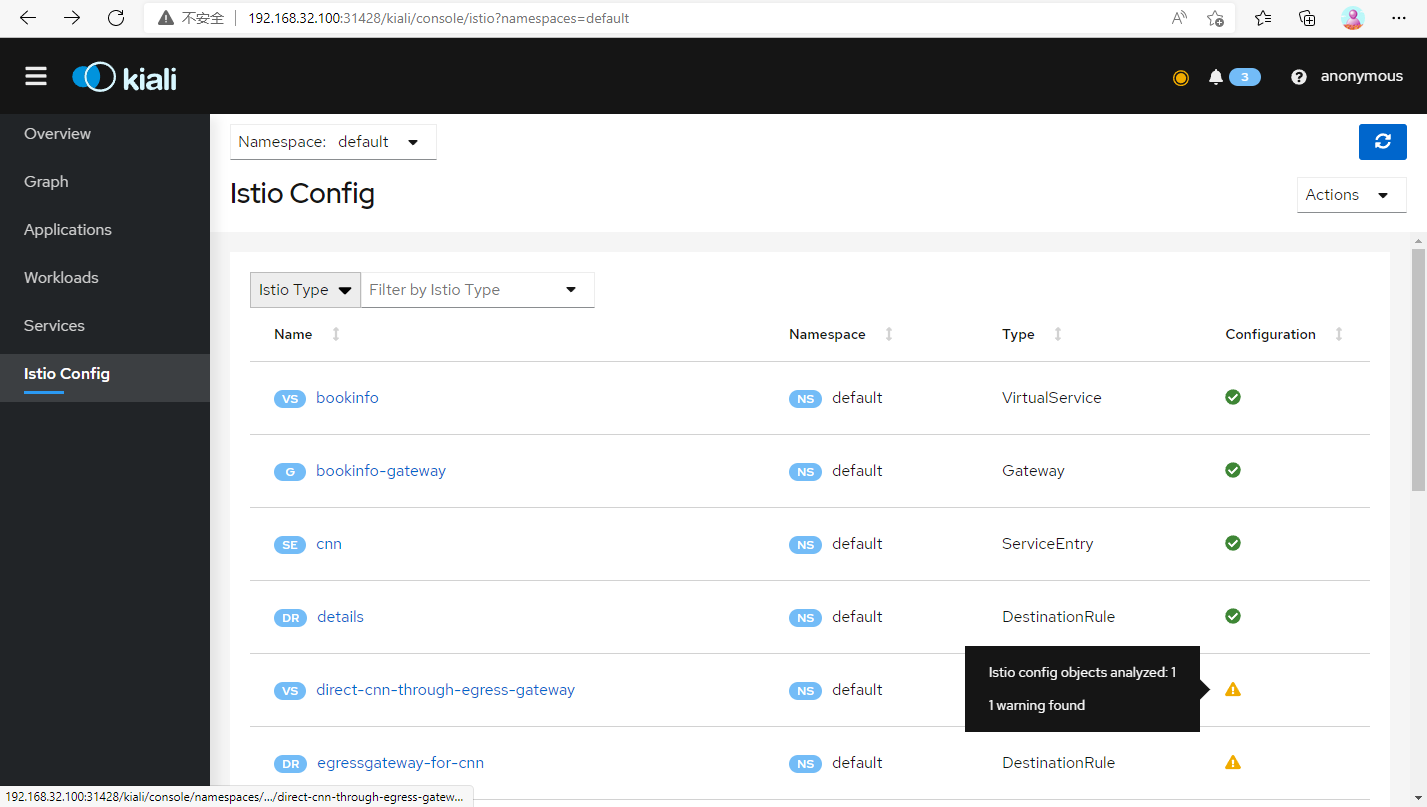 不安全 192.168.32.100:31428/kiali/console/istio?namespaces=default
kiali
3
anonymous
Overview
Graph
Applications
Workloads
Services
Istio Config
Namespace: default
Istio Config
Actions
Istio Type Filter by Istio Type
Name Namespace Type Configuration
VS bookinfo NS default VirtualService
G bookinfo-gateway NS default Gateway
SE cnn NS default ServiceEntry
DR details NS default DestinationRule
VS direct-cnn-through-egress-gateway NS default
Istio config objects analyzed: 1
1 warning found
DR egressgateway-for-cnn NS default DestinationRule
192.168.32.100:31428/kiali/console/namespaces/.../direct-cnn-through-egress-gatew...